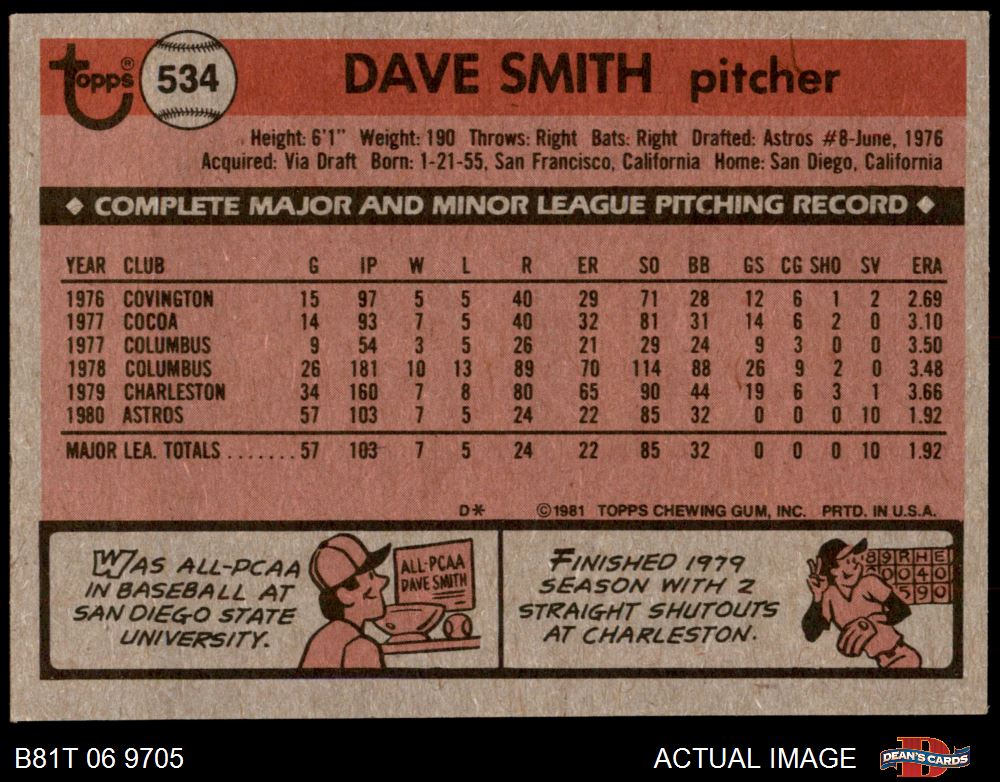 topps® 534 DAVE SMITH pitcher
Height: 6'1" Weight: 190 Throws: Right Bats: Right Drafted: Astros #8-June, 1976
Acquired: Via Draft Born: 1-21-55, San Francisco, California Home: San Diego, California
COMPLETE MAJOR AND MINOR LEAGUE PITCHING RECORD
YEAR CLUB G IP W L R ER SO BB GS CG SHO SV ERA
1976 COVINGTON 15 97 5 5 40 29 71 28 12 6 1 2 2.69
1977 COCOA 14 93 7 5 40 32 81 31 14 6 2 0 3.10
1977 COLUMBUS 9 54 3 5 26 21 29 24 9 3 0 0 3.50
1978 COLUMBUS 26 181 10 13 89 70 114 88 26 9 2 0 3.48
1979 CHARLESTON 34 160 7 8 80 65 90 44 19 6 3 1 3.66
1980 ASTROS 57 103 7 5 24 22 85 32 0 0 0 10 1.92
MAJOR LEA. TOTALS .......57 103 7 5 24 22 85 32 0 0 0 10 1.92
D* ©1981 TOPPS CHEWING GUM, INC. PRTD. IN U.S.A.
WAS ALL-PCAA
IN BASEBALL AT
SAN DIEGO STATE
UNIVERSITY.
ALL-PCAA
DAVE SMITH
FINISHED 1979
SEASON WITH 2
STRAIGHT SHUTOUTS
AT CHARLESTON.
8 9 R H E
0 0 4 0
5 9 0
B81T 06 9705 ACTUAL IMAGE DEAN'S CARDS